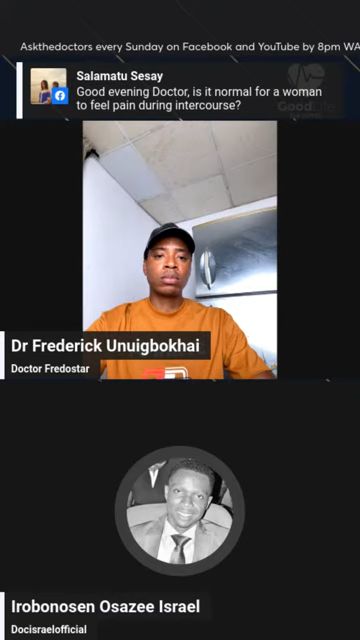 Askthedoctors every Sunday on Facebook and YouTube by 8pm WA
Salamatu Sesay
Good evening Doctor, is it normal for a woman
to feel pain during intercourse?
Dr Frederick Unuigbokhai
Doctor Fredostar
Irobonosen Osazee Israel
Docisraelofficial